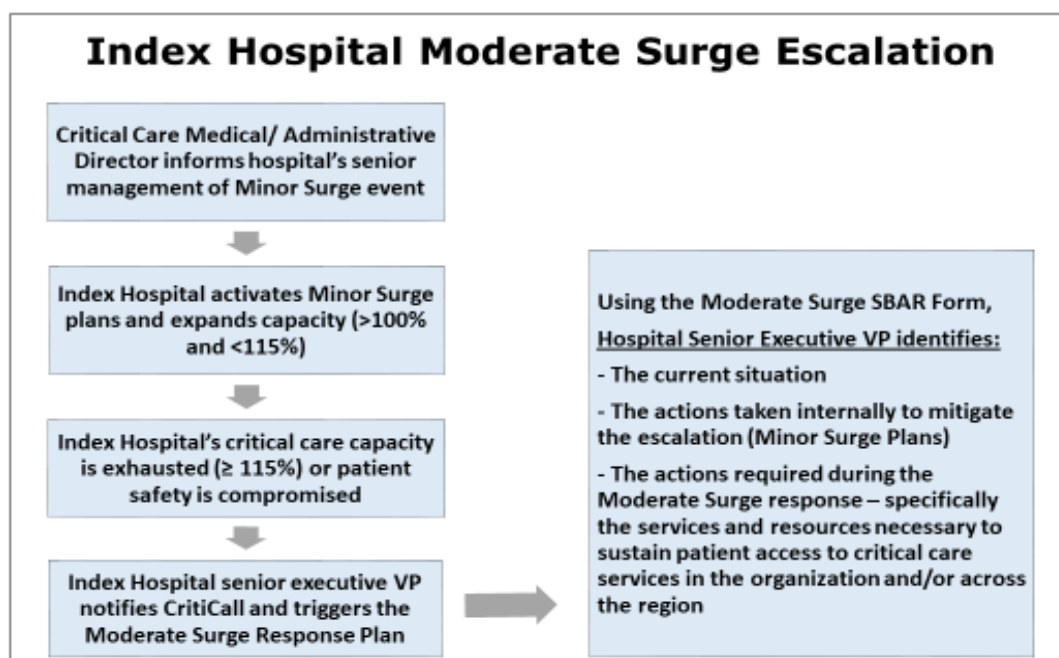 Index Hospital Moderate Surge Escalation
Critical Care Medical/ Administrative
Director informs hospital's senior
management of Minor Surge event
Index Hospital activates Minor Surge
plans and expands capacity (>100%
and <115%)
Index Hospital's critical care capacity
is exhausted (≥ 115%) or patient
safety is compromised
Index Hospital senior executive VP
notifies CritiCall and triggers the
Moderate Surge Response Plan
Using the Moderate Surge SBAR Form,
Hospital Senior Executive VP identifies:
- The current situation
- The actions taken internally to mitigate
the escalation (Minor Surge Plans)
- The actions required during the
Moderate Surge response – specifically
the services and resources necessary to
sustain patient access to critical care
services in the organization and/or across
the region